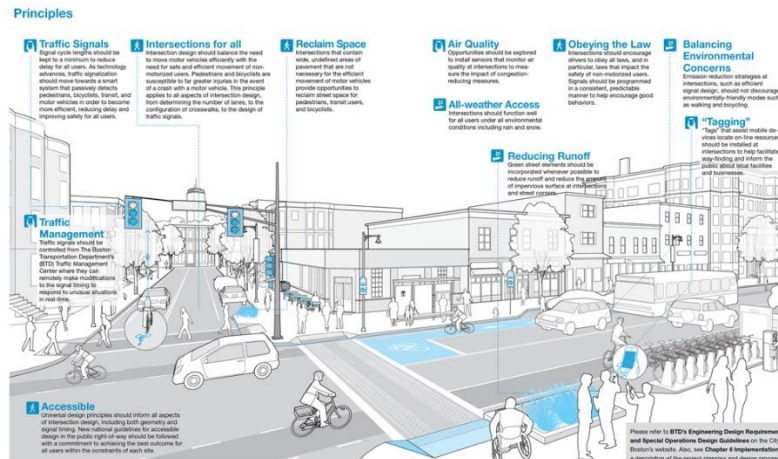 Principles
Traffic Signals
Signal cycle lengths should be
kept to a minimum to reduce
delay for all users. As technology
advances, traffic signalization
should move towards a smart
system that passively detects
pedestrians, bicyclists, transit, and
motor vehicles in order to become
more efficient, reducing delay and
improving safety for all users.
Intersections for all
Intersection design should balance the need
to move motor vehicles efficiently with the
need for safe and efficient movement of non-
motorized users. Pedestrians and bicyclists are
susceptible to far greater injuries in the event
of a crash with a motor vehicle. This principle
applies to all aspects of intersection design,
from determining the number of lanes, to the
configuration of crosswalks, to the design of
traffic signals.
Reclaim Space
Intersections that contain
wide, undefined areas of
pavement that are not
necessary for the efficient
movement of motor vehicles
provide opportunities to
reclaim street space for
pedestrians, transit users,
and bicyclists.
Air Quality
Opportunities should be explored
to install sensors that monitor air
quality at intersections to mea-
sure the impact of congestion-
reducing measures.
All-weather Access
Intersections should function well
for all users under all environmental
conditions including rain and snow.
Obeying the Law
Intersections should encourage
drivers to obey all laws, and in
particular, laws that impact the
safety of non-motorized users.
Signals should be programmed
in a consistent, predictable
manner to help encourage good
behaviors.
Balancing
Environmental
Concerns
Emission reduction strategies at
intersections, such as efficient
signal design, should not discourage
environmentally-friendly modes such
as walking and bicycling.
"Tagging"
"Tags" that assist mobile de-
vices locate on-line resources
should be installed at
intersections to help facilitate
way-finding and inform the
public about local facilities
and businesses.
Reducing Runoff
Green street elements should be
incorporated whenever possible to
reduce runoff and reduce the amount
of impervious surface at intersections
and street corners.
Traffic
Management
Traffic signals should be
controlled from The Boston
Transportation Department's
(BTD) Traffic Management
Center where they can
remotely make modifications
to the signal timing to
respond to unusual situations
in real-time.
Accessible
Universal design principles should inform all aspects
of intersection design, including both geometry and
signal timing. New national guidelines for accessible
design in the public right-of-way should be followed
with a commitment to achieving the best outcome for
all users within the constraints of each site.
Please refer to BTD's Engineering Design Requireme
and Special Operations Design Guidelines on the City
Boston's website. Also, see Chapter 6 Implementation
a description of the project planning and design proces